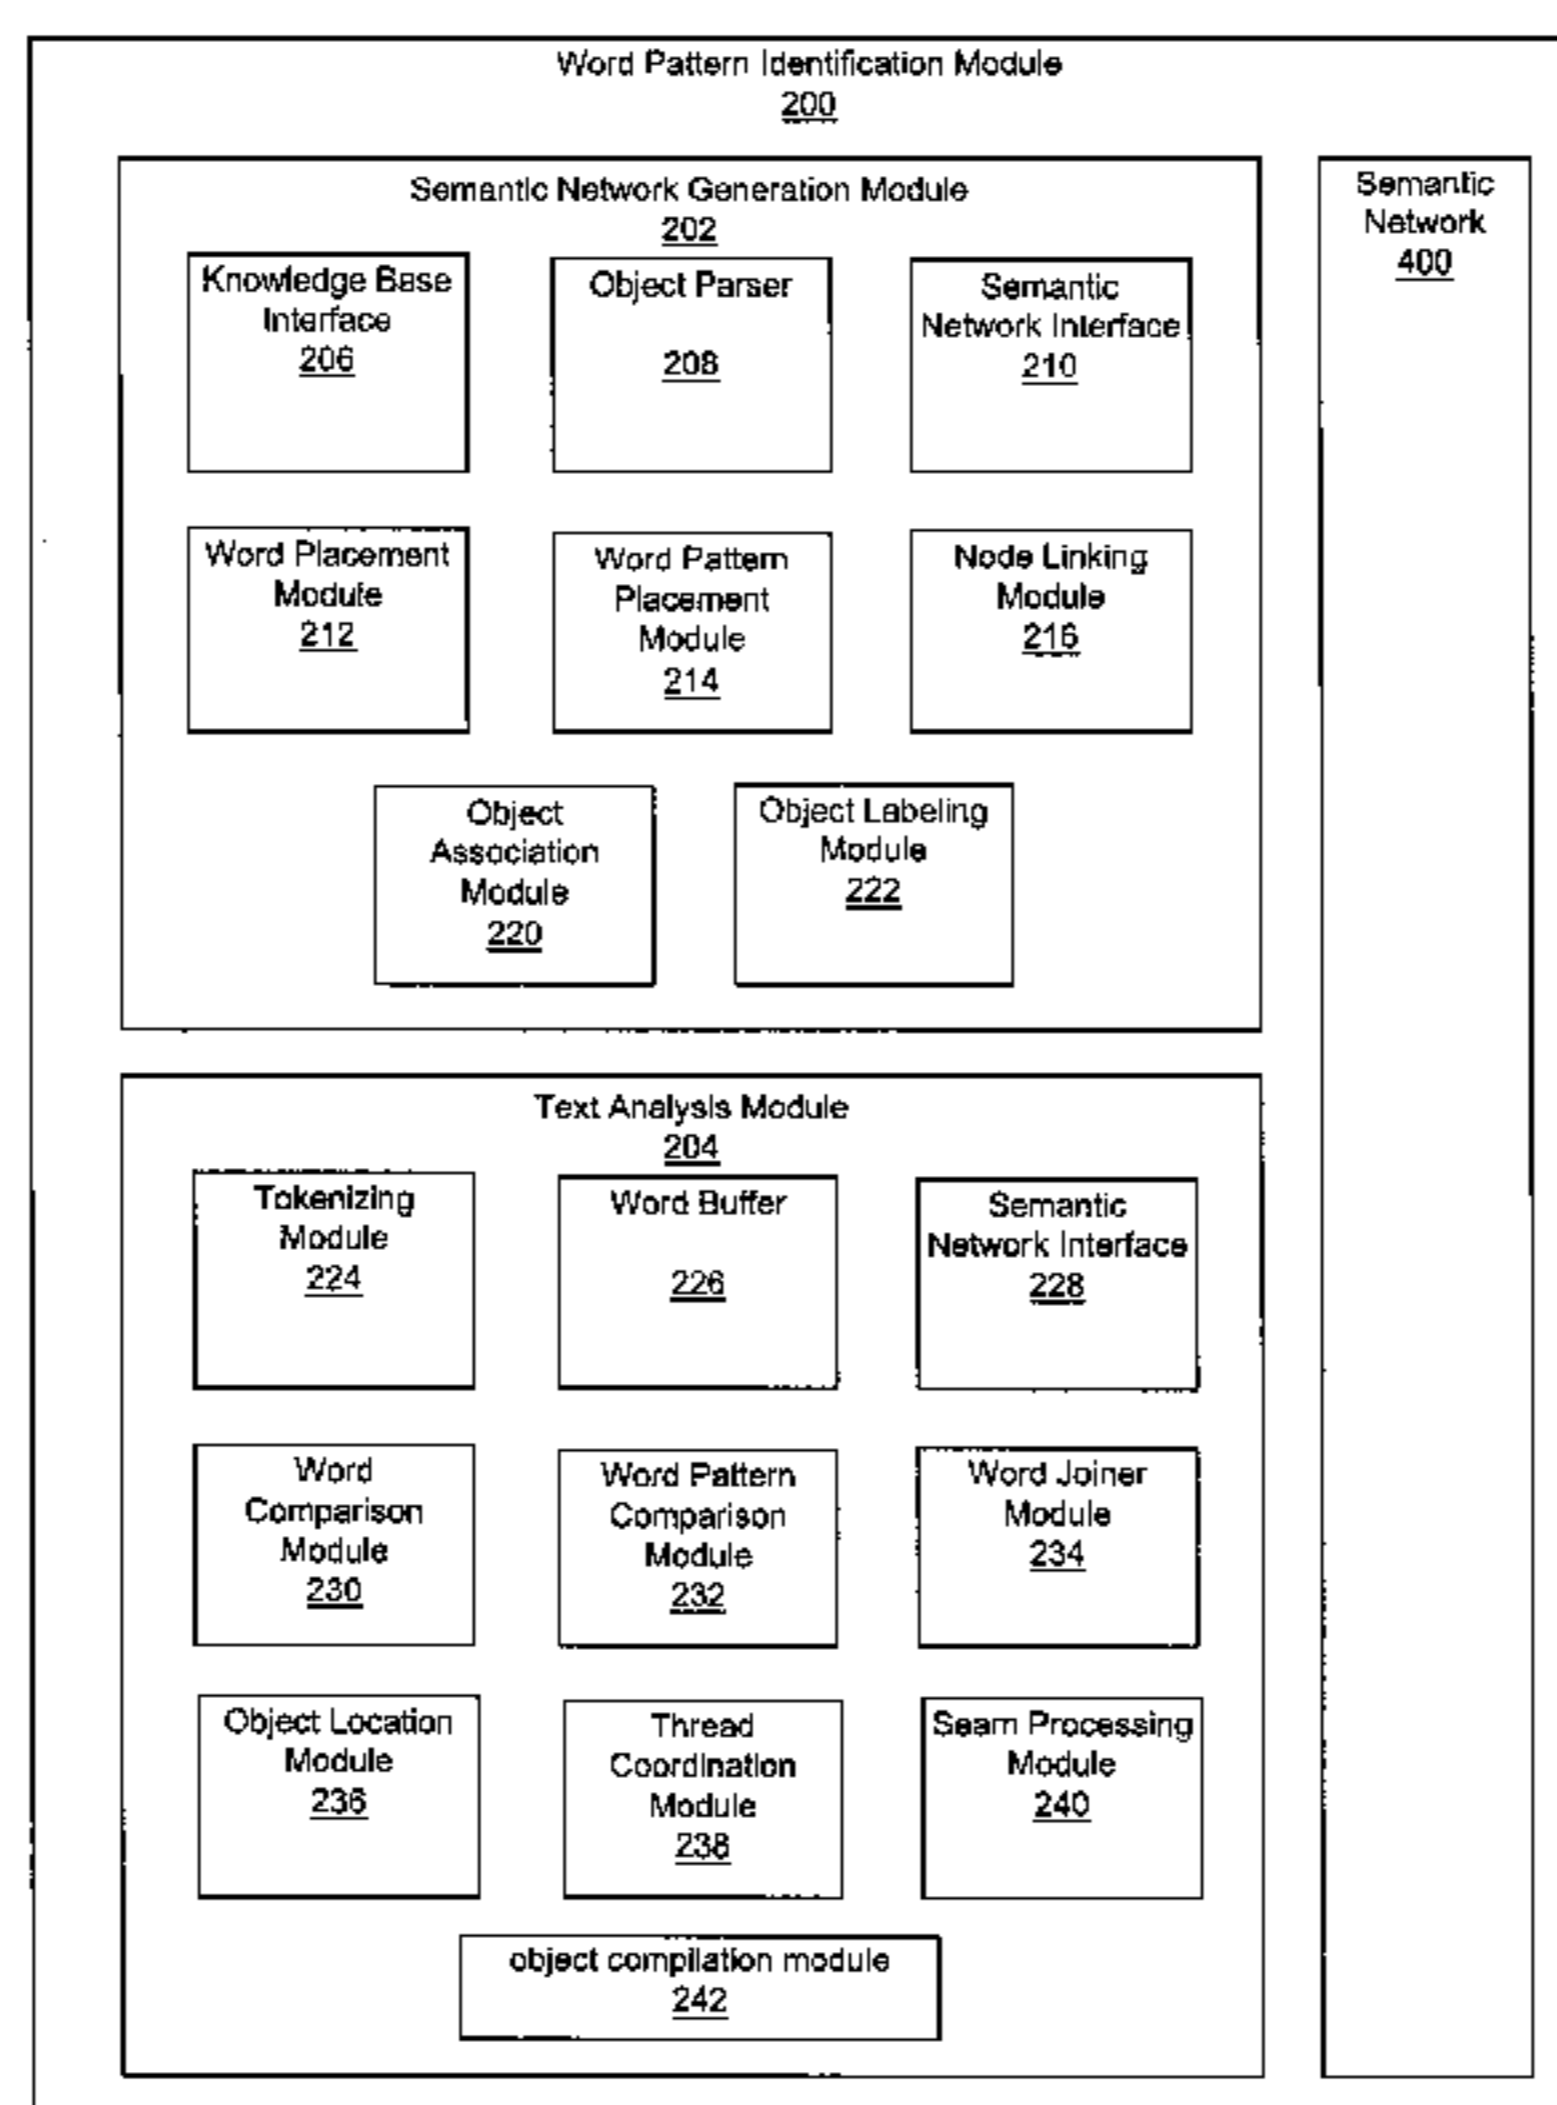 Word Pattern Identification Module
200
Semantic Network Generation Module
202
Semantic
Network
400
Knowledge Base
Interface
206
Object Parser
208
Semantic
Network Interface
210
Word Placement
Module
212
Word Pattern
Placement
Module
214
Node Linking
Module
216
Object
Association
Module
220
Object Labeling
Module
222
Text Analysis Module
204
Tokenizing
Module
224
Word Buffer
226
Semantic
Network Interface
228
Word
Comparison
Module
230
Word Pattern
Comparison
Module
232
Word Joiner
Module
234
Object Location
Module
236
Thread
Coordination
Module
238
Seam Processing
Module
240
object compilation module
242